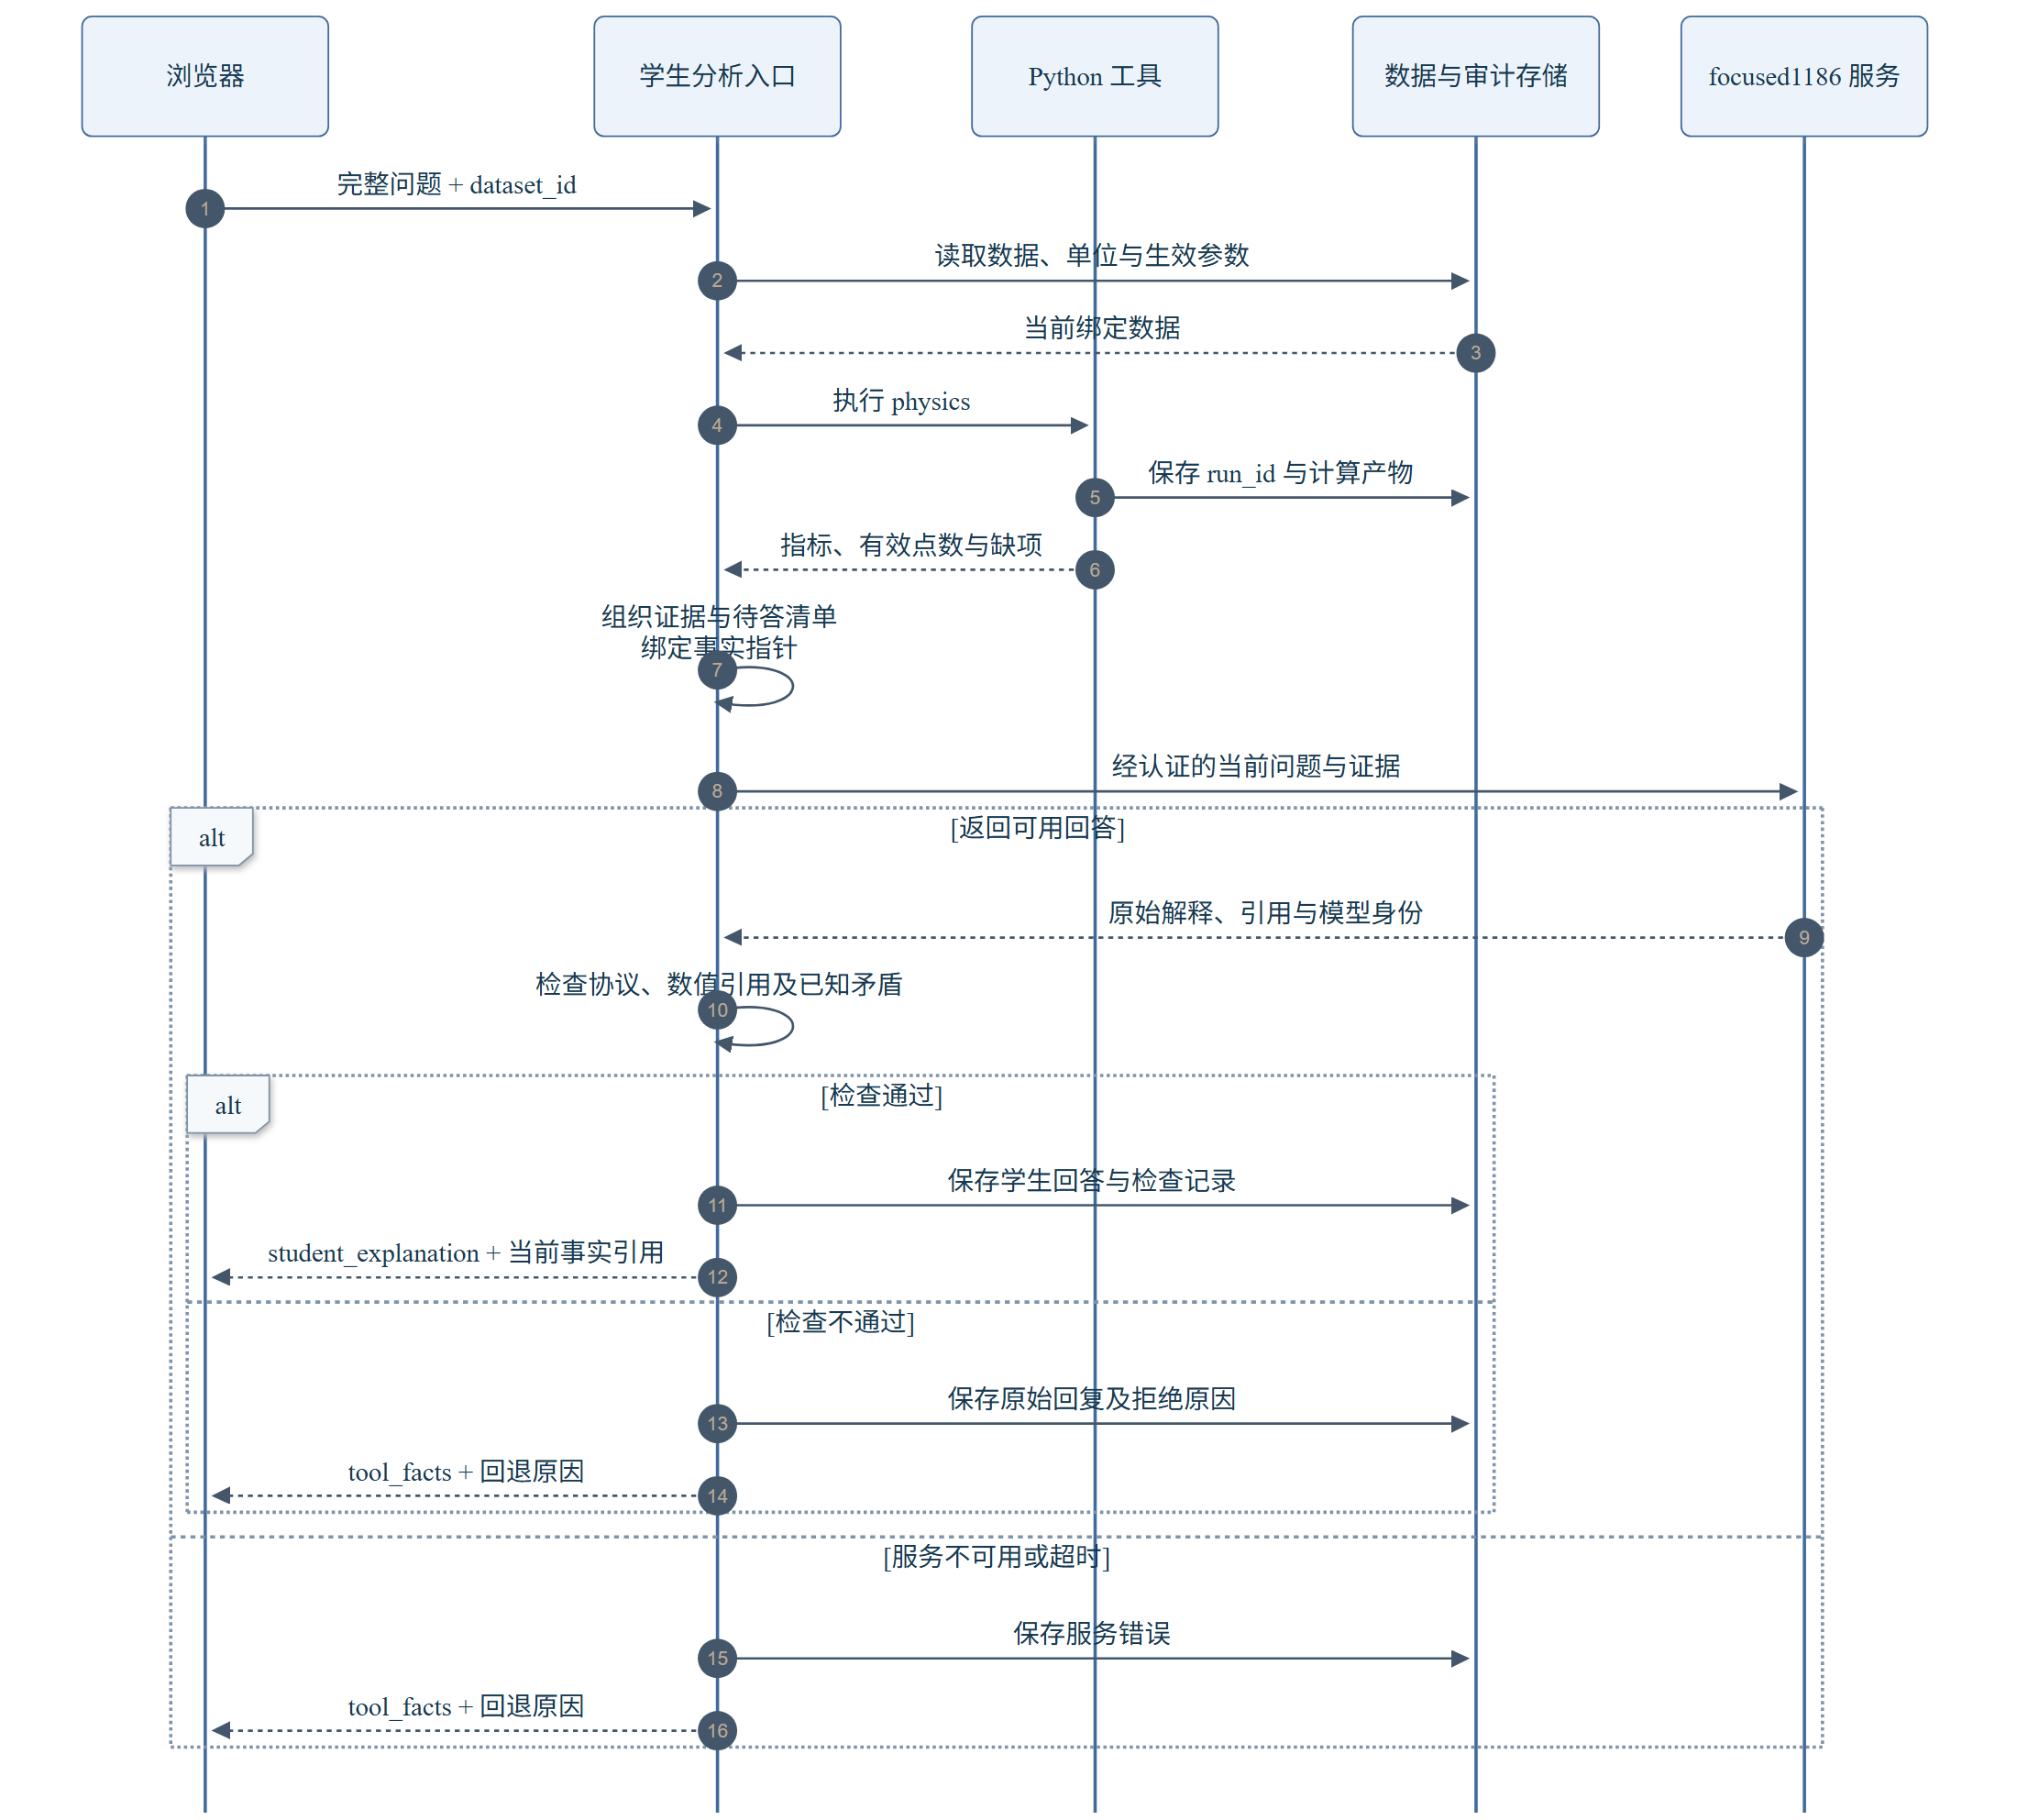 浏览器
学生分析入口
Python 工具
数据与审计存储
focused1186 服务
完整问题 + dataset_id
1
读取数据、单位与生效参数
2
当前绑定数据
3
执行 physics
4
保存 run_id 与计算产物
5
指标、有效点数与缺项
6
组织证据与待答清单
绑定事实指针
7
经认证的当前问题与证据
8
alt
[返回可用回答]
原始解释、引用与模型身份
9
检查协议、数值引用及已知矛盾
10
alt
[检查通过]
保存学生回答与检查记录
11
student_explanation + 当前事实引用
12
[检查不通过]
保存原始回复及拒绝原因
13
tool_facts + 回退原因
14
[服务不可用或超时]
保存服务错误
15
tool_facts + 回退原因
16